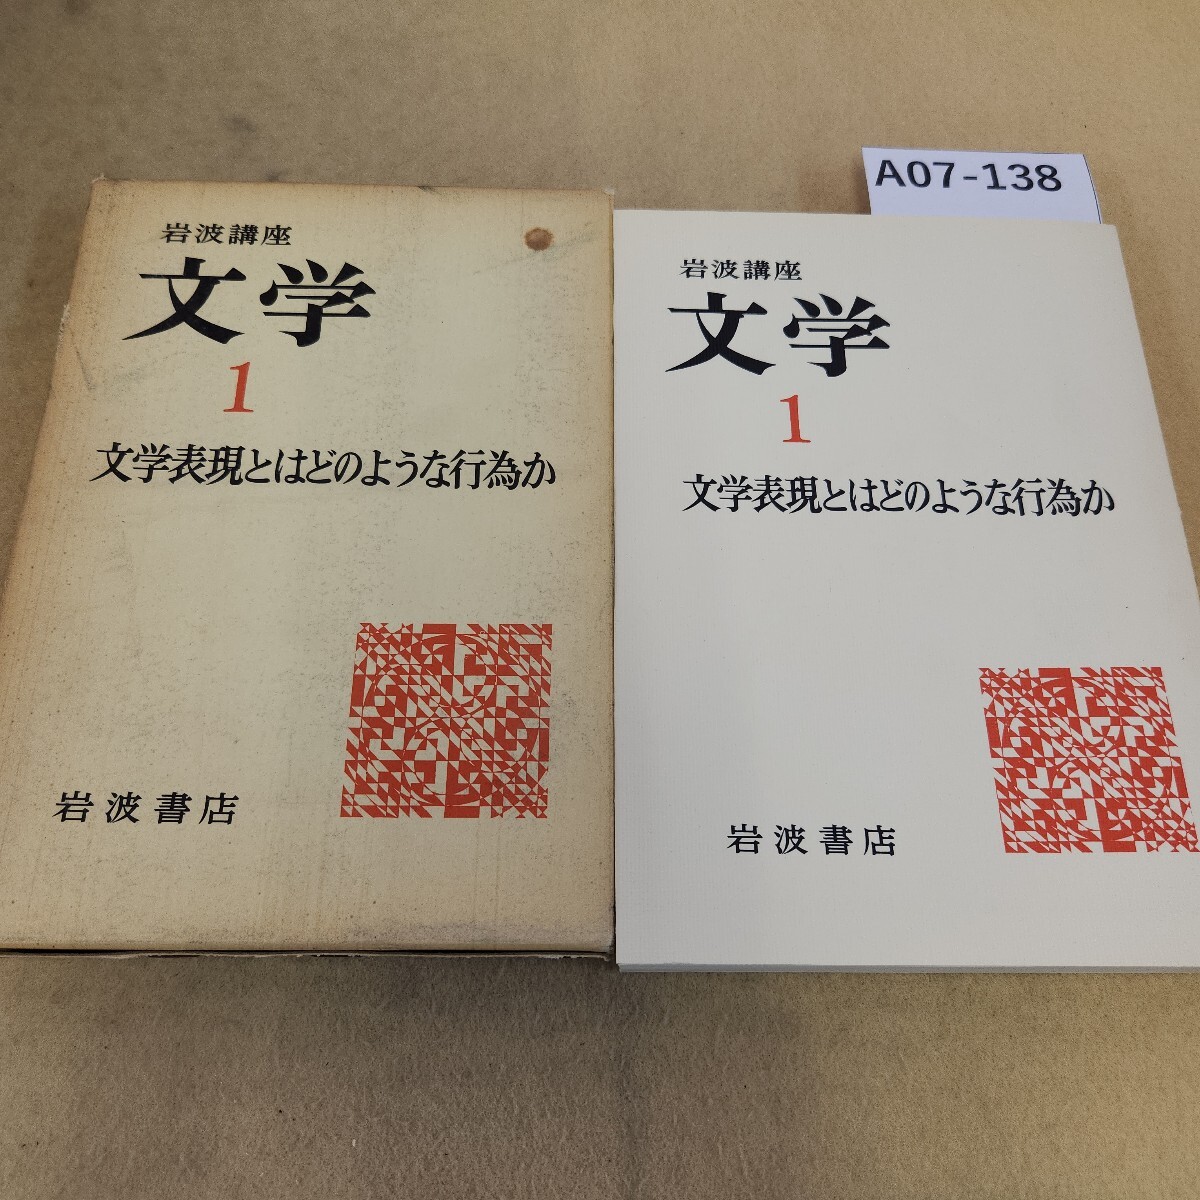 岩波講座
文学
1
文学表現とはどのような行為か
岩波書店
A07-138
岩波講座
文学
1
文学表現とはどのような行為か
岩波書店